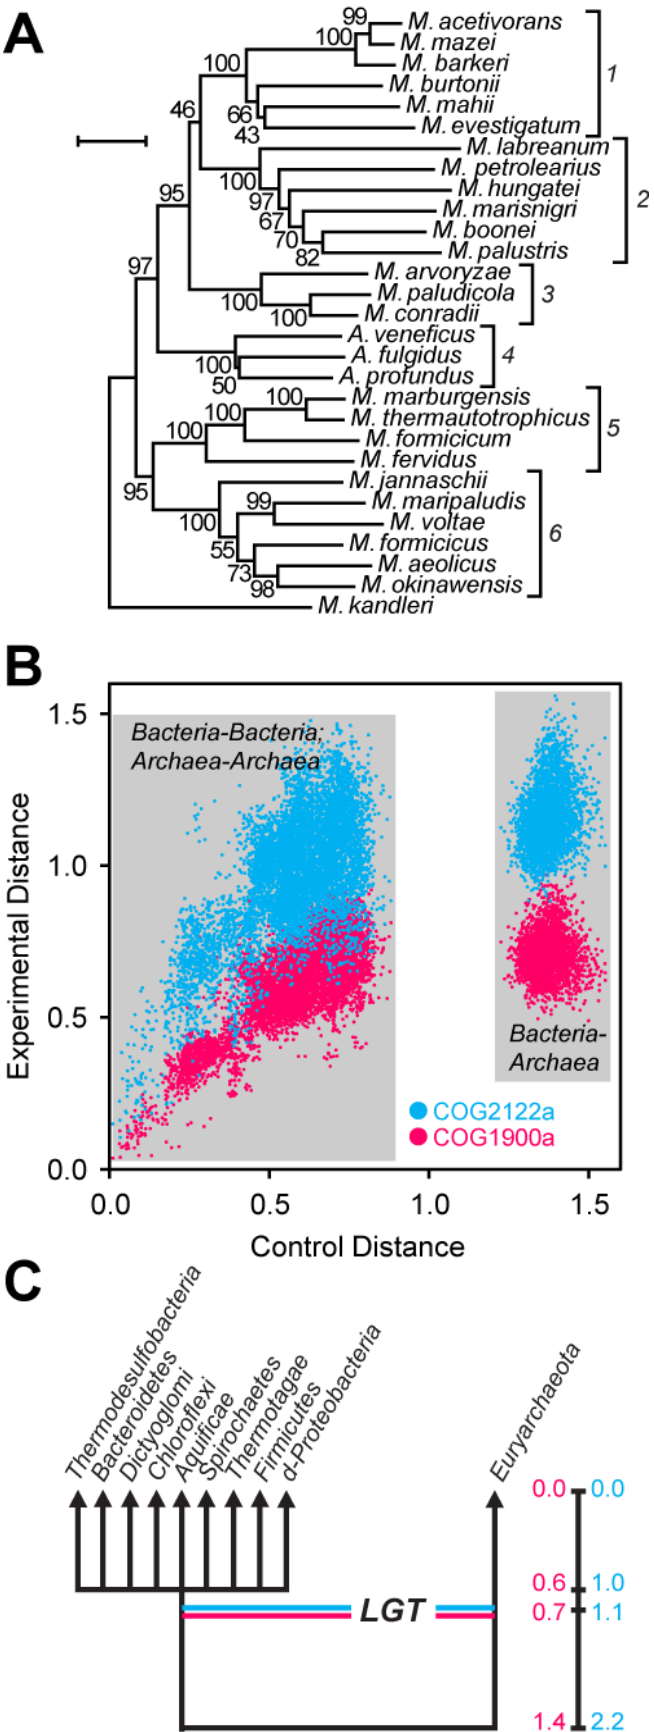 A
99
M. acetivorans
100
M. mazei
M. barkeri
100
M. burtonii
1
46
66
M. mahii
43
M. evestigatum
M. labreanum
100
M. petrolearius
97
M. hungatei
2
95
67
M. marisnigri
70
M. boonei
82
M. palustris
97
M. arvoryzae
100
M. paludicola
3
100
M. conradii
A. veneficus
100
A. fulgidus
4
50
A. profundus
100
M. marburgensis
100
M. thermautotrophicus
5
100
M. formicicum
M. fervidus
95
M. jannaschii
99
M. maripaludis
100
M. voltae
6
55
M. formicicus
73
M. aeolicus
98
M. okinawensis
M. kandleri
B
1.5
Bacteria-Bacteria;
Archaea-Archaea
1.0
Experimental Distance
0.5
Bacteria-
Archaea
COG2122a
COG1900a
0.0
0.0 0.5 1.0 1.5
Control Distance
C
Thermodesulfobacteria
Bacteroidetes
Dictyoglomi
Chloroflexi
Aquificae
Spirochaetes
Thermotagae
Firmicutes
d-Proteobacteria
Euryarchaeota
0.0 0.0
0.6 1.0
LGT
0.7 1.1
1.4 2.2